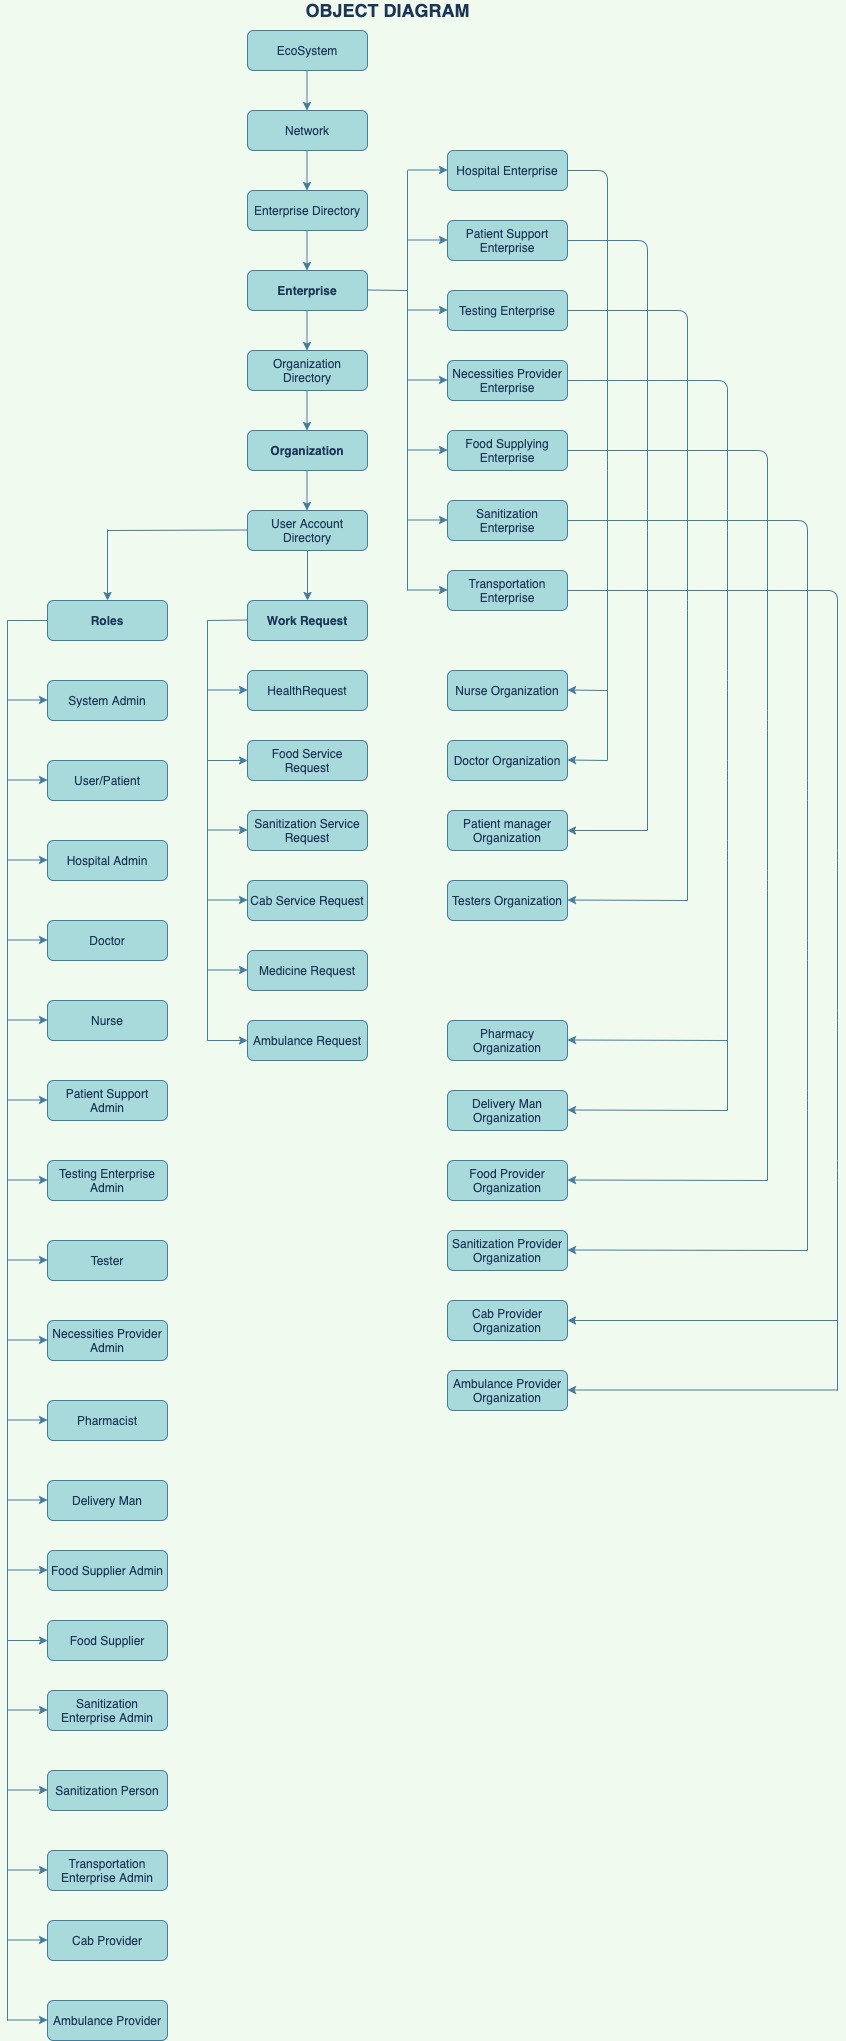 OBJECT DIAGRAM
EcoSystem
Network
Enterprise Directory
Enterprise
Organization
Directory
Organization
User Account
Directory
Hospital Enterprise
Patient Support
Enterprise
Testing Enterprise
Necessities Provider
Enterprise
Food Supplying
Enterprise
Sanitization
Enterprise
Transportation
Enterprise
Roles
System Admin
User/Patient
Hospital Admin
Doctor
Nurse
Patient Support
Admin
Testing Enterprise
Admin
Tester
Necessities Provider
Admin
Pharmacist
Delivery Man
Food Supplier Admin
Food Supplier
Sanitization
Enterprise Admin
Sanitization Person
Transportation
Enterprise Admin
Cab Provider
Ambulance Provider
Work Request
HealthRequest
Food Service
Request
Sanitization Service
Request
Cab Service Request
Medicine Request
Ambulance Request
Nurse Organization
Doctor Organization
Patient manager
Organization
Testers Organization
Pharmacy
Organization
Delivery Man
Organization
Food Provider
Organization
Sanitization Provider
Organization
Cab Provider
Organization
Ambulance Provider
Organization